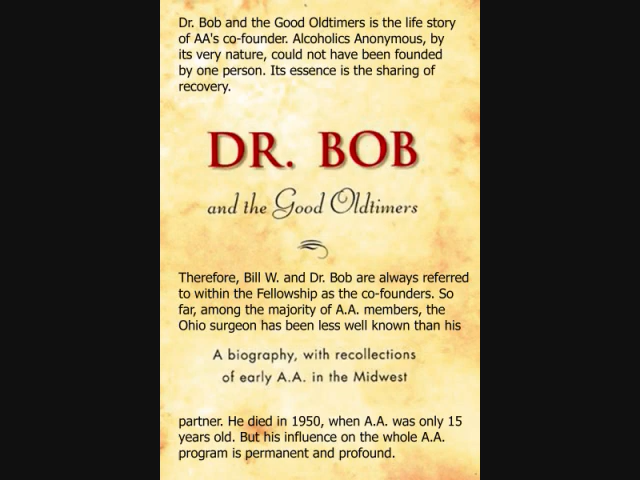 Dr. Bob and the Good Oldtimers is the life story
of AA's co-founder. Alcoholics Anonymous, by
its very nature, could not have been founded
by one person. Its essence is the sharing of
recovery.
DR. BOB
and the Good Oldtimers
Therefore, Bill W. and Dr. Bob are always referred
to within the Fellowship as the co-founders. So
far, among the majority of A.A. members, the
Ohio surgeon has been less well known than his
A biography, with recollections
of early A.A. in the Midwest
partner. He died in 1950, when A.A. was only 15
years old. But his influence on the whole A.A.
program is permanent and profound.